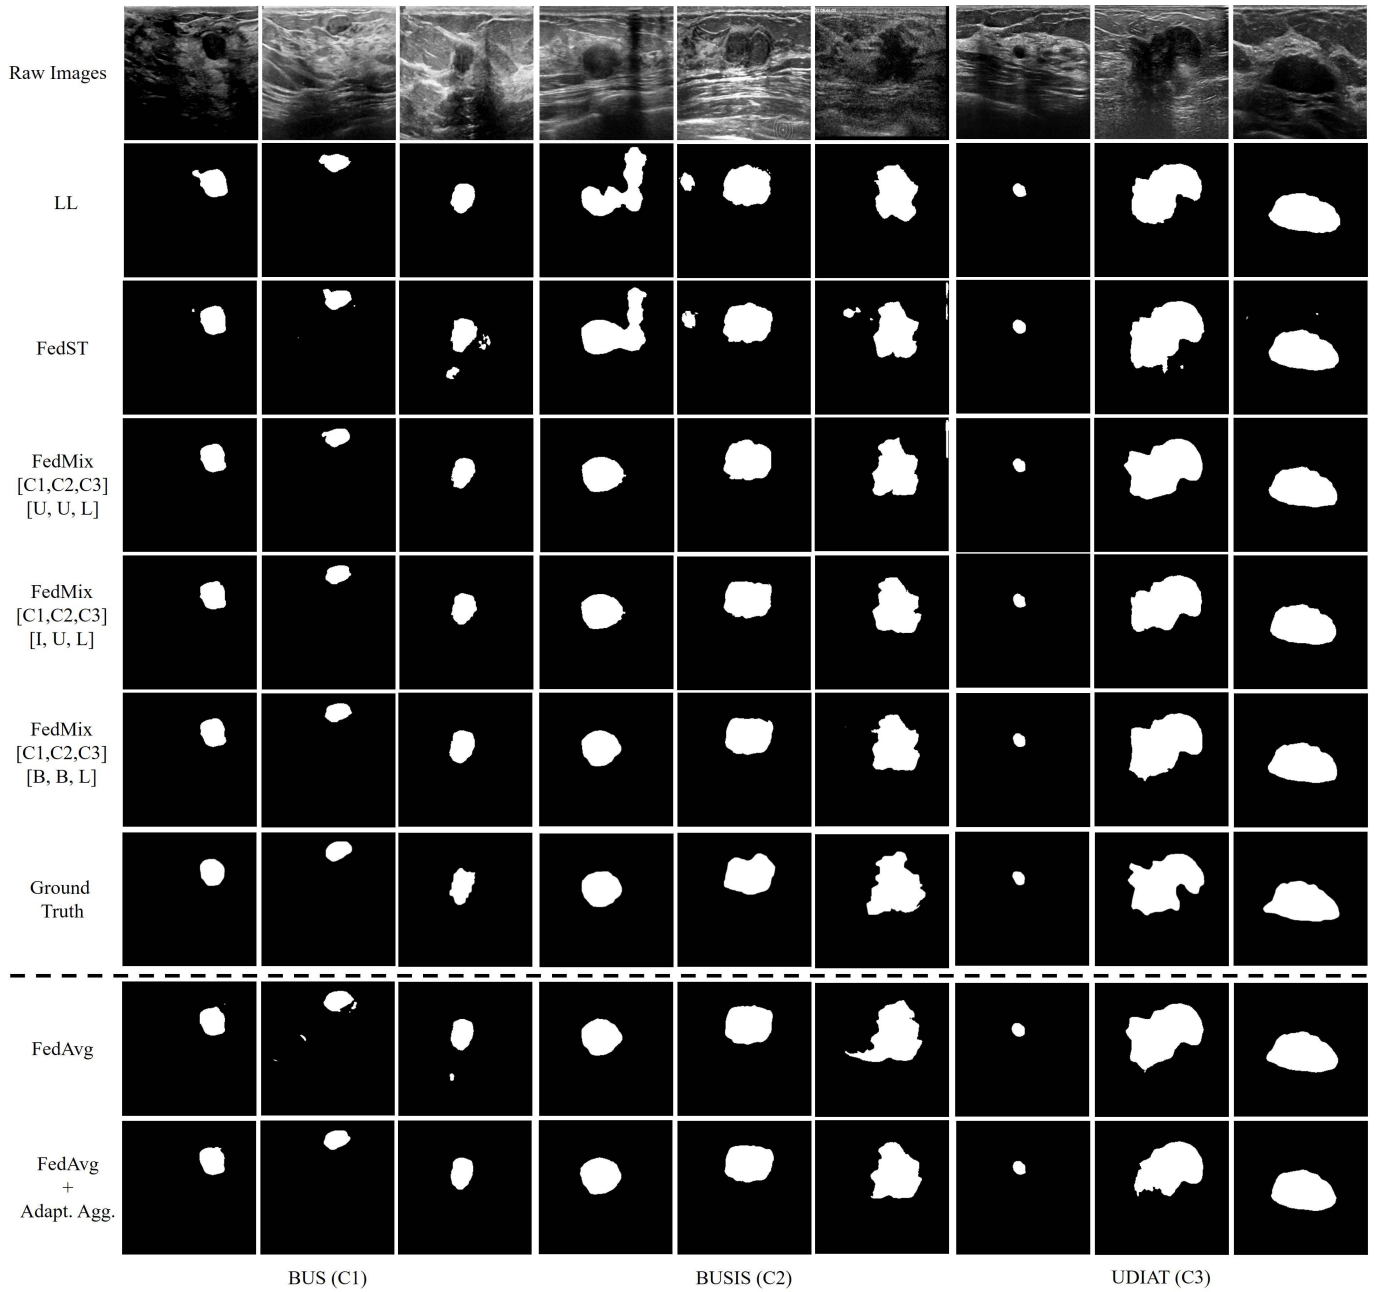 Raw Images
LL
FedST
FedMix
[C1,C2,C3]
[U, U, L]
FedMix
[C1,C2,C3]
[I, U, L]
FedMix
[C1,C2,C3]
[B, B, L]
Ground
Truth
FedAvg
FedAvg
+
Adapt. Agg.
BUS (C1)
BUSIS (C2)
UDIAT (C3)